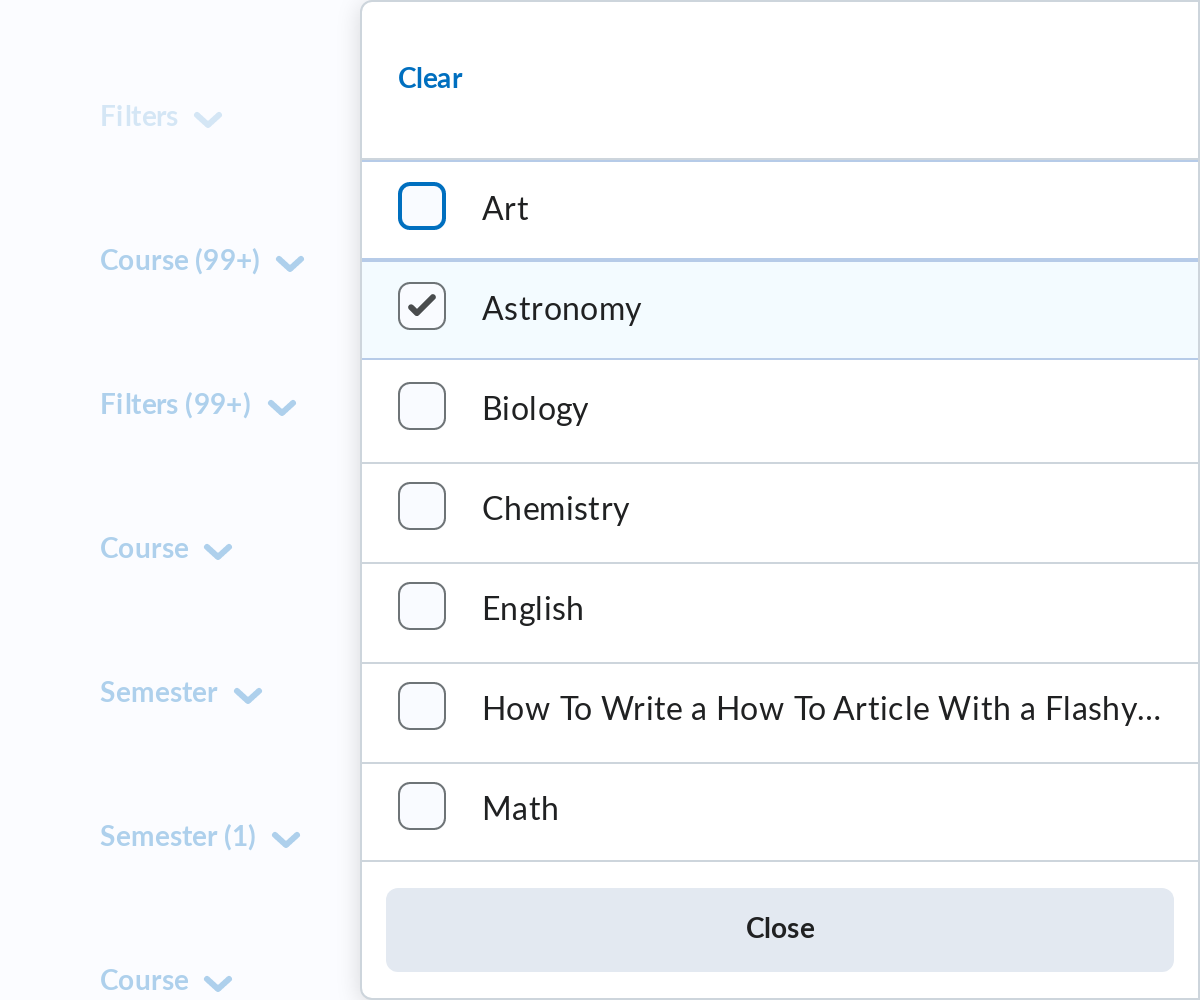 Filters
Course (99+)
Filters (99+)
Course
Semester
Semester (1)
Course
Clear
Art
Astronomy
Biology
Chemistry
English
How To Write a How To Article With a Flashy...
Math
Close